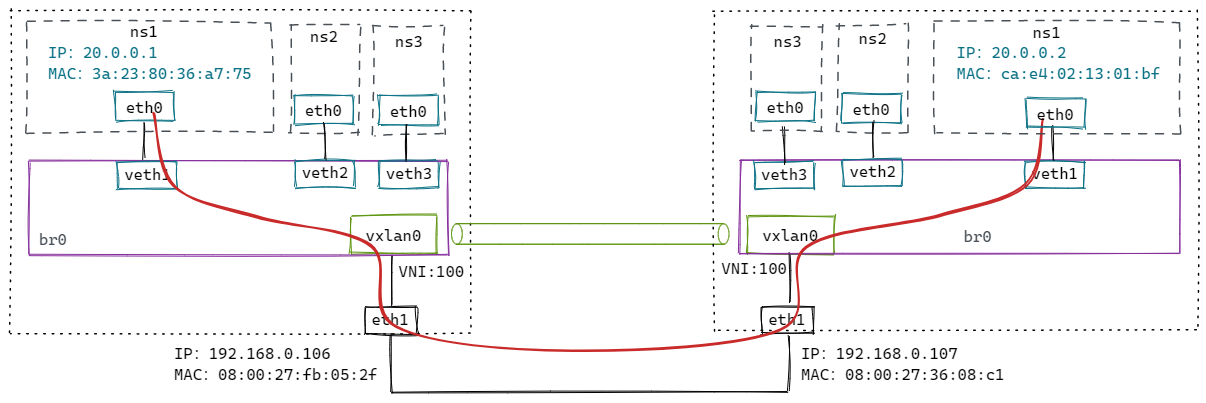 ns1
IP: 20.0.0.1
MAC: 3a:23:80:36:a7:75
eth0
ns2
eth0
ns3
eth0
veth1
veth2
veth3
br0
vxlan0
VNI:100
eth1
IP: 192.168.0.106
MAC: 08:00:27:fb:05:2f
ns3
eth0
ns2
eth0
ns1
IP: 20.0.0.2
MAC: ca:e4:02:13:01:bf
eth0
veth3
veth2
veth1
vxlan0
br0
VNI:100
eth1
IP: 192.168.0.107
MAC: 08:00:27:36:08:c1